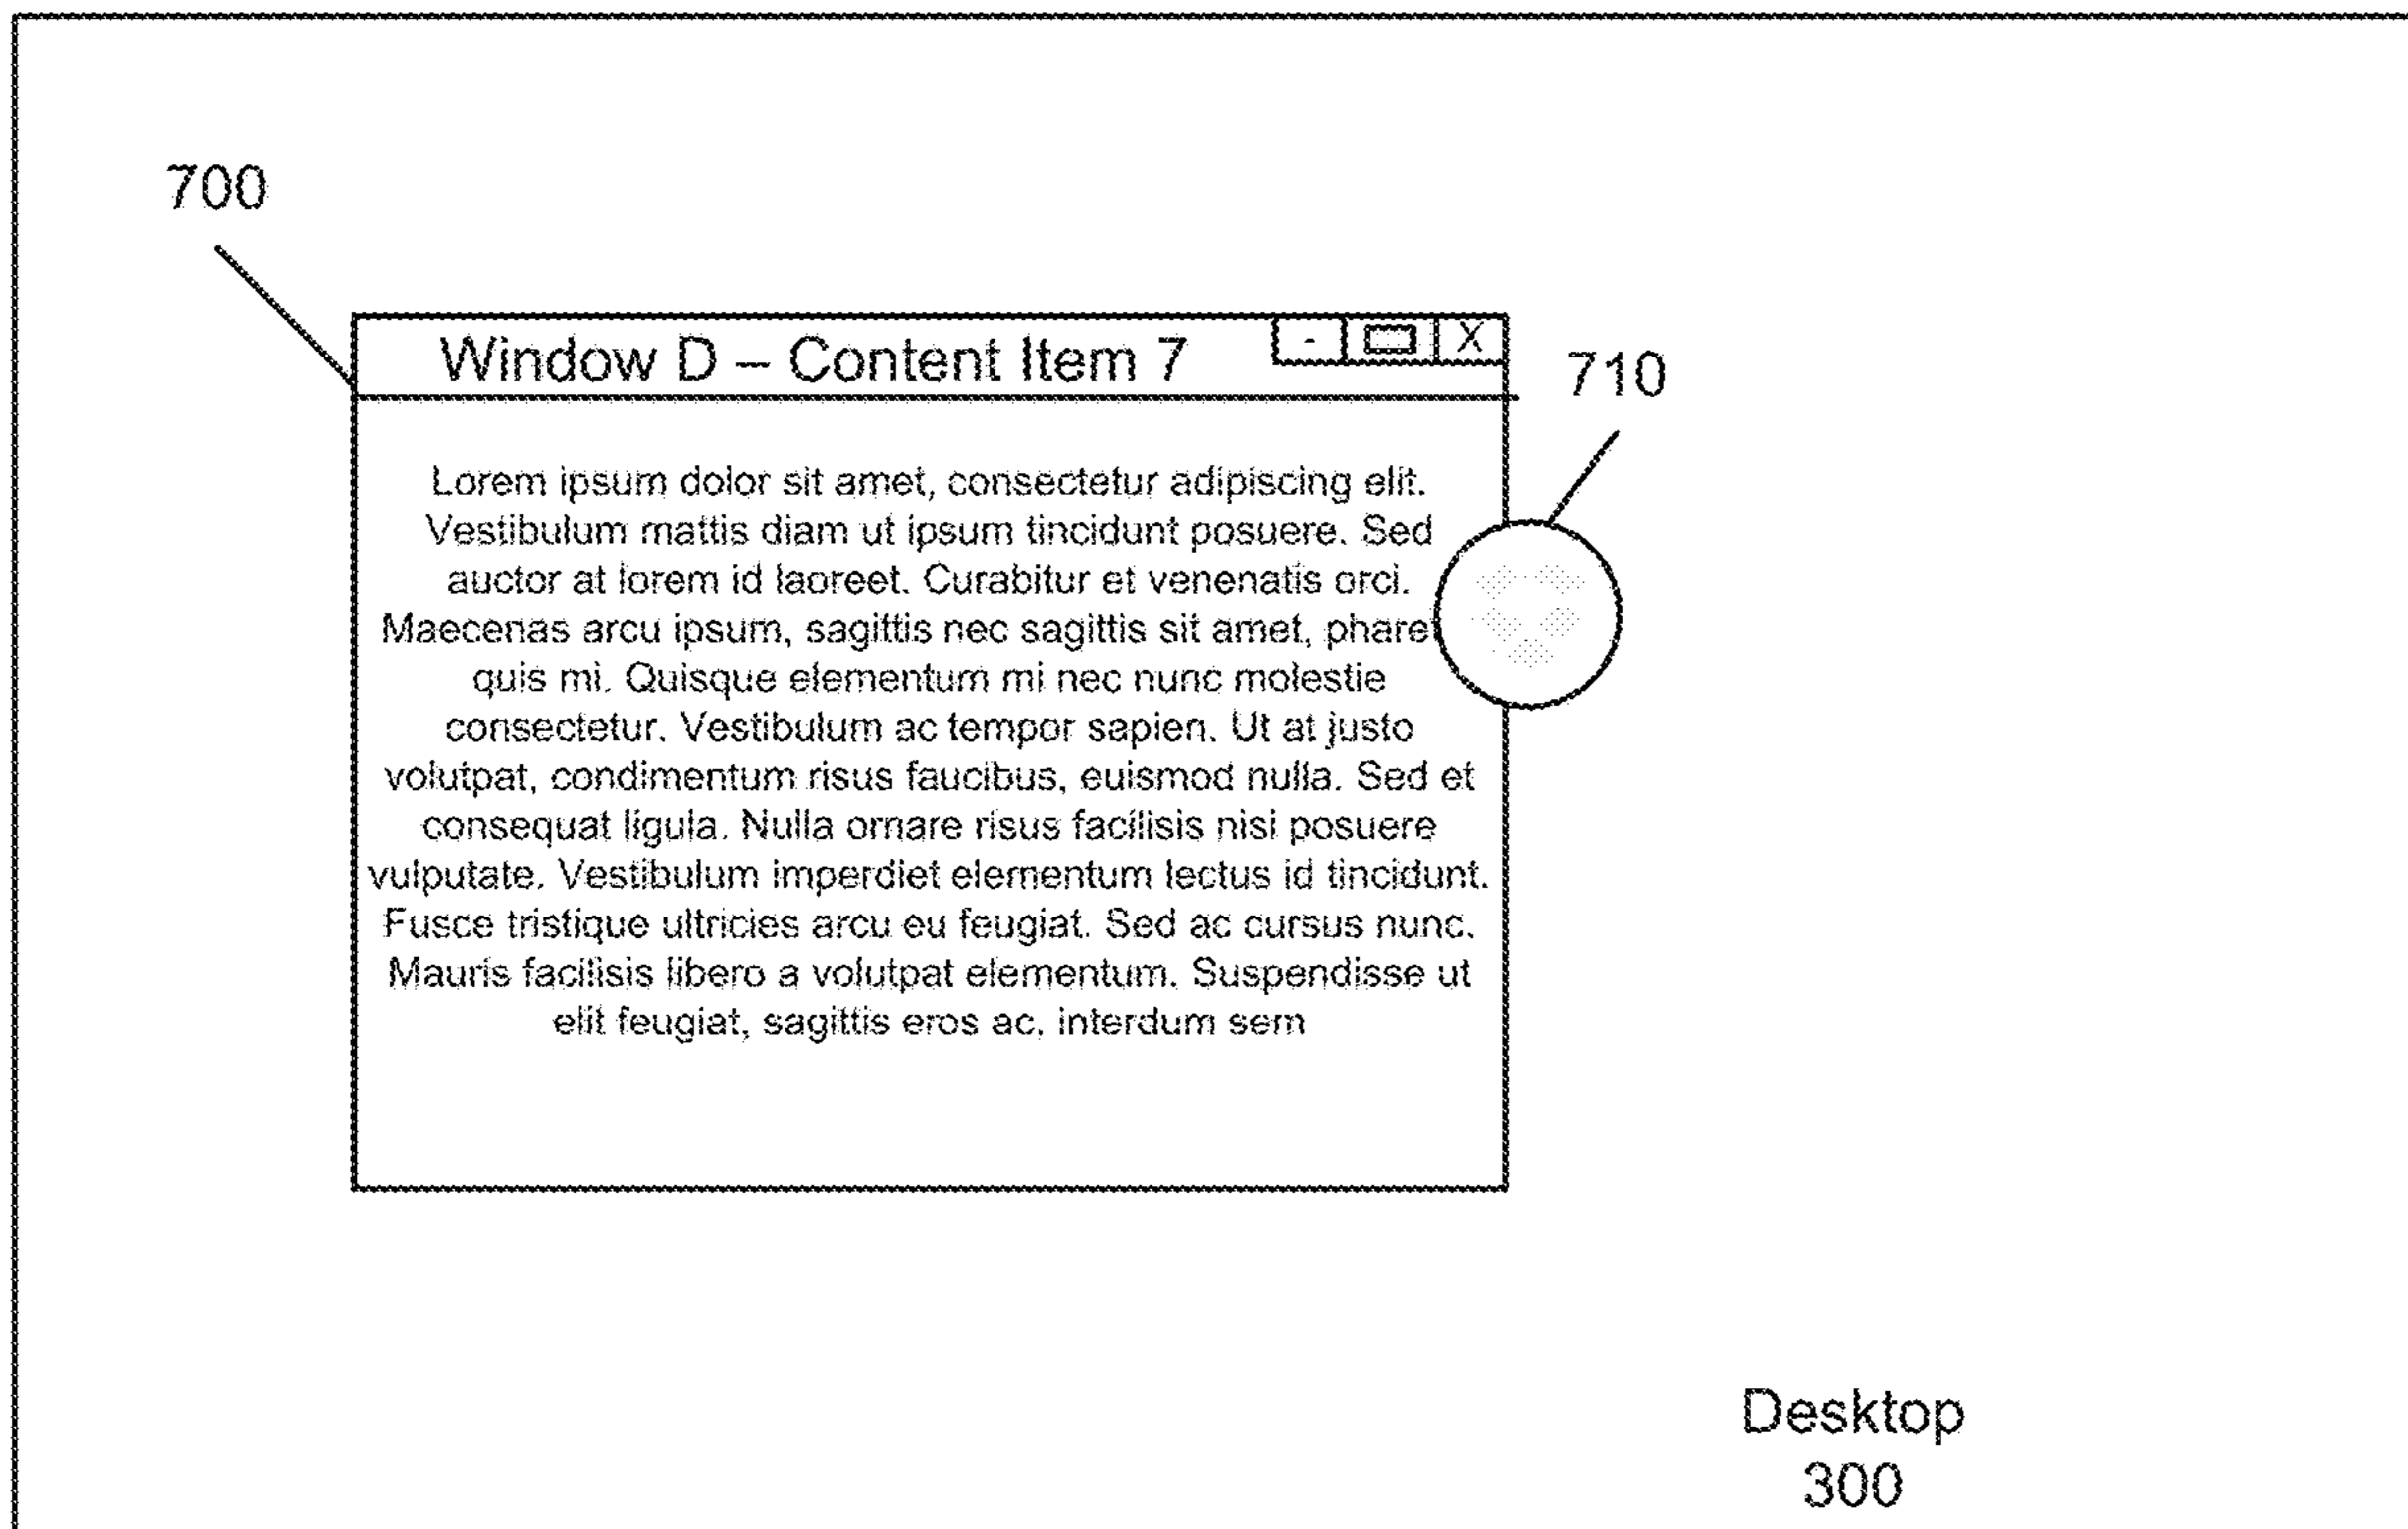 700
Window D – Content Item 7
- X
710
Lorem ipsum dolor sit amet, consectetur adipiscing elit.
Vestibulum mattis diam ut ipsum tincidunt posuere. Sed
auctor at lorem id laoreet. Curabitur et venenatis orci.
Maecenas arcu ipsum, sagittis nec sagittis sit amet, phare
quis mi. Quisque elementum mi nec nunc molestie
consectetur. Vestibulum ac tempor sapien. Ut at justo
volutpat, condimentum risus faucibus, euismod nulla. Sed et
consequat ligula. Nulla ornare risus facilisis nisi posuere
vulputate. Vestibulum imperdiet elementum lectus id tincidunt.
Fusce tristique ultricies arcu eu feugiat. Sed ac cursus nunc.
Mauris facilisis libero a volutpat elementum. Suspendisse ut
elit feugiat, sagittis eros ac, interdum sem
Desktop
300